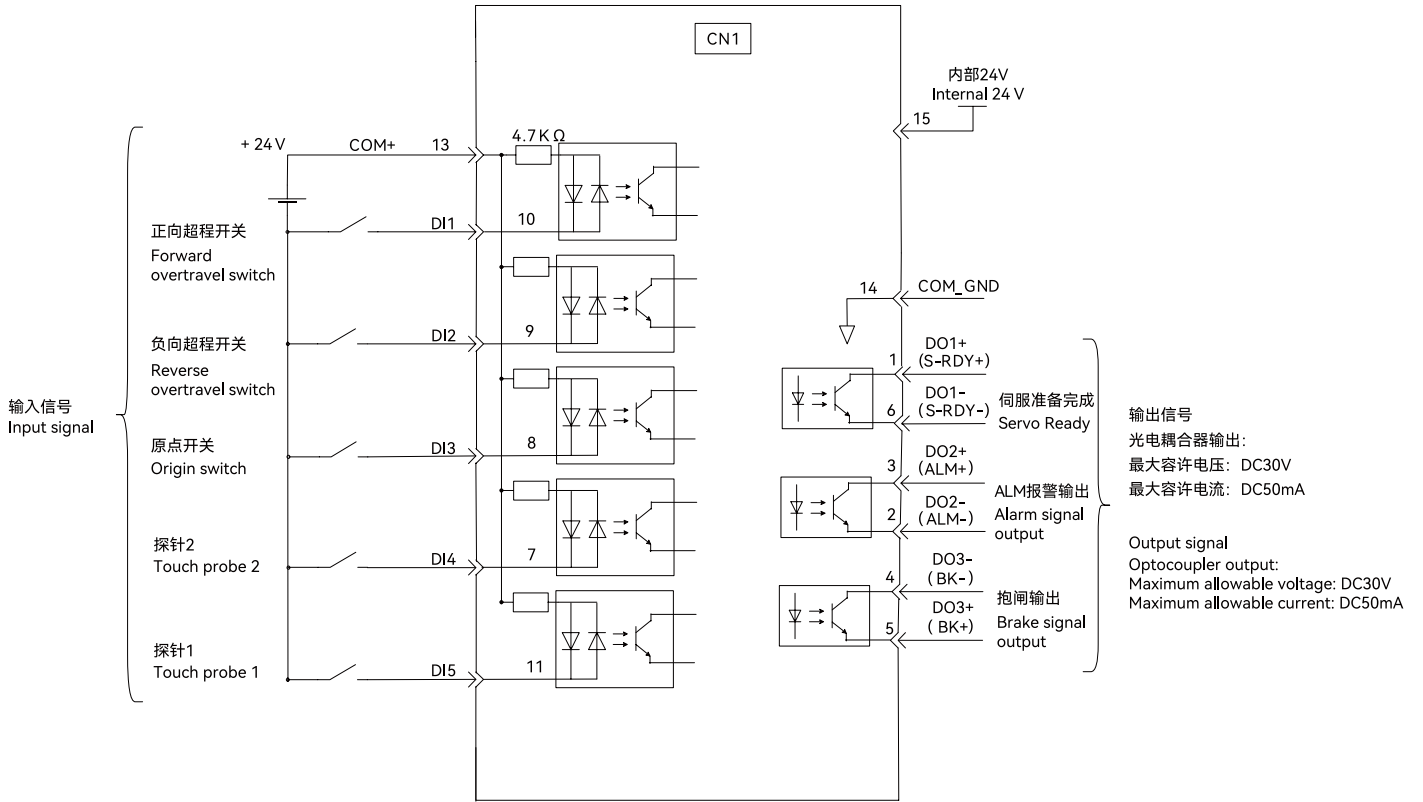 CN1
内部24V
Internal 24 V
15
+ 24V
COM+
13
4.7KΩ
正向超程开关
Forward
overtravel switch
DI1
10
负向超程开关
Reverse
overtravel switch
DI2
9
原点开关
Origin switch
DI3
8
探针2
Touch probe 2
DI4
7
探针1
Touch probe 1
DI5
11
输入信号
Input signal
14
COM_GND
1
DO1+
(S-RDY+)
DO1-
(S-RDY-)
6
伺服准备完成
Servo Ready
3
DO2+
(ALM+)
DO2-
(ALM-)
2
ALM报警输出
Alarm signal
output
DO3-
(BK-)
4
DO3+
( BK+)
5
抱闸输出
Brake signal
output
输出信号
光电耦合器输出:
最大容许电压: DC30V
最大容许电流: DC50mA
Output signal
Optocoupler output:
Maximum allowable voltage: DC30V
Maximum allowable current: DC50mA